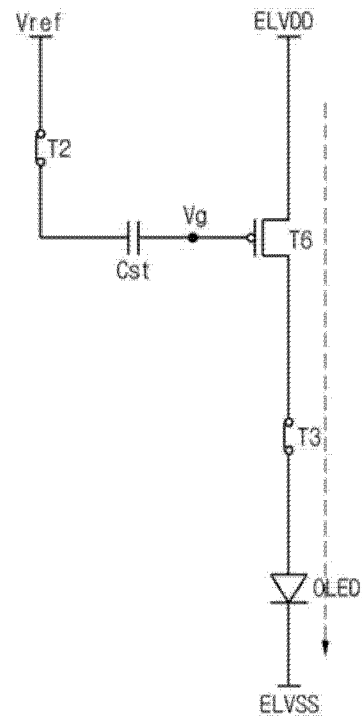 Vref
ELVDD
T2
Vg
T6
Cst
T3
OLED
ELVSS